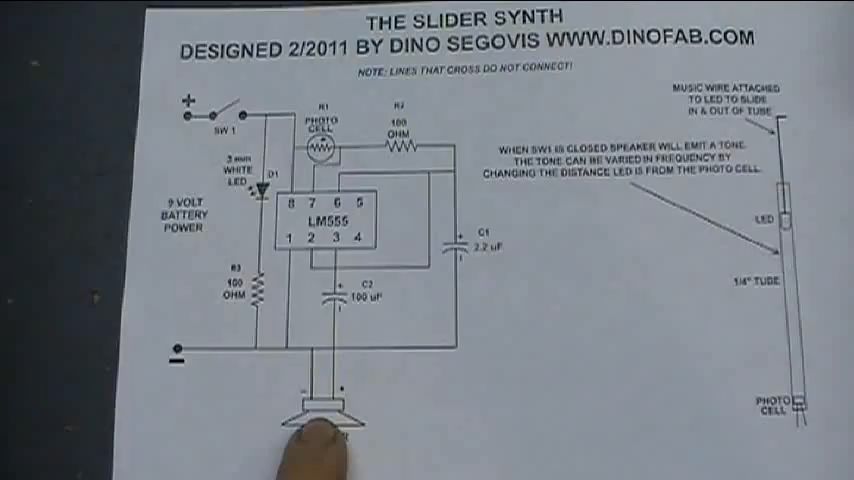 THE SLIDER SYNTH
DESIGNED 2/2011 BY DINO SEGOVIS WWW.DINOFAB.COM
NOTE: LINES THAT CROSS DO NOT CONNECT!
MUSIC WIRE ATTACHED
TO LED TO SLIDE
IN & OUT OF TUBE
+
SW 1
R1
PHOTO
CELL
R2
100
OHM
WHEN SW1 IS CLOSED SPEAKER WILL EMIT A TONE.
THE TONE CAN BE VARIED IN FREQUENCY BY
CHANGING THE DISTANCE LED IS FROM THE PHOTO CELL.
3 mm
WHITE
LED
D1
9 VOLT
BATTERY
POWER
8 7 6 5
LM555
1 2 3 4
+
C1
2.2 uF
-
LED
R3
100
OHM
+
C2
100 uF
-
1/4" TUBE
-
- +
PHOTO
CELL